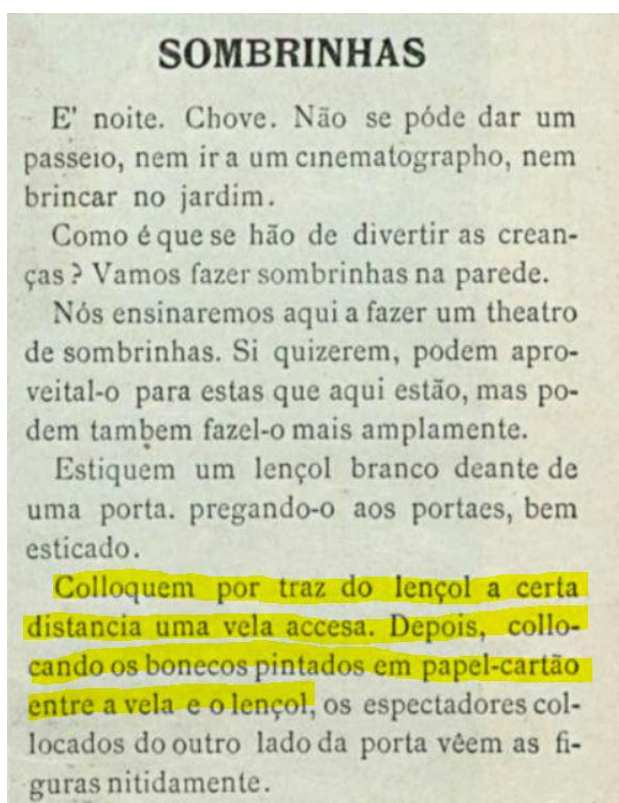 SOMBRINHAS
E' noite. Chove. Não se póde dar um
passeio, nem ir a um cinematographo, nem
brincar no jardim.
Como é que se hão de divertir as crean-
ças ? Vamos fazer sombrinhas na parede.
Nós ensinaremos aqui a fazer um theatro
de sombrinhas. Si quizerem, podem apro-
veital-o para estas que aqui estão, mas po-
dem tambem fazel-o mais amplamente.
Estiquem um lençol branco deante de
uma porta. pregando-o aos portaes, bem
esticado.
Colloquem por traz do lençol a certa
distancia uma vela accesa. Depois, collo-
cando os bonecos pintados em papel-cartão
entre a vela e o lençol, os espectadores col-
locados do outro lado da porta vêem as fi-
guras nitidamente.